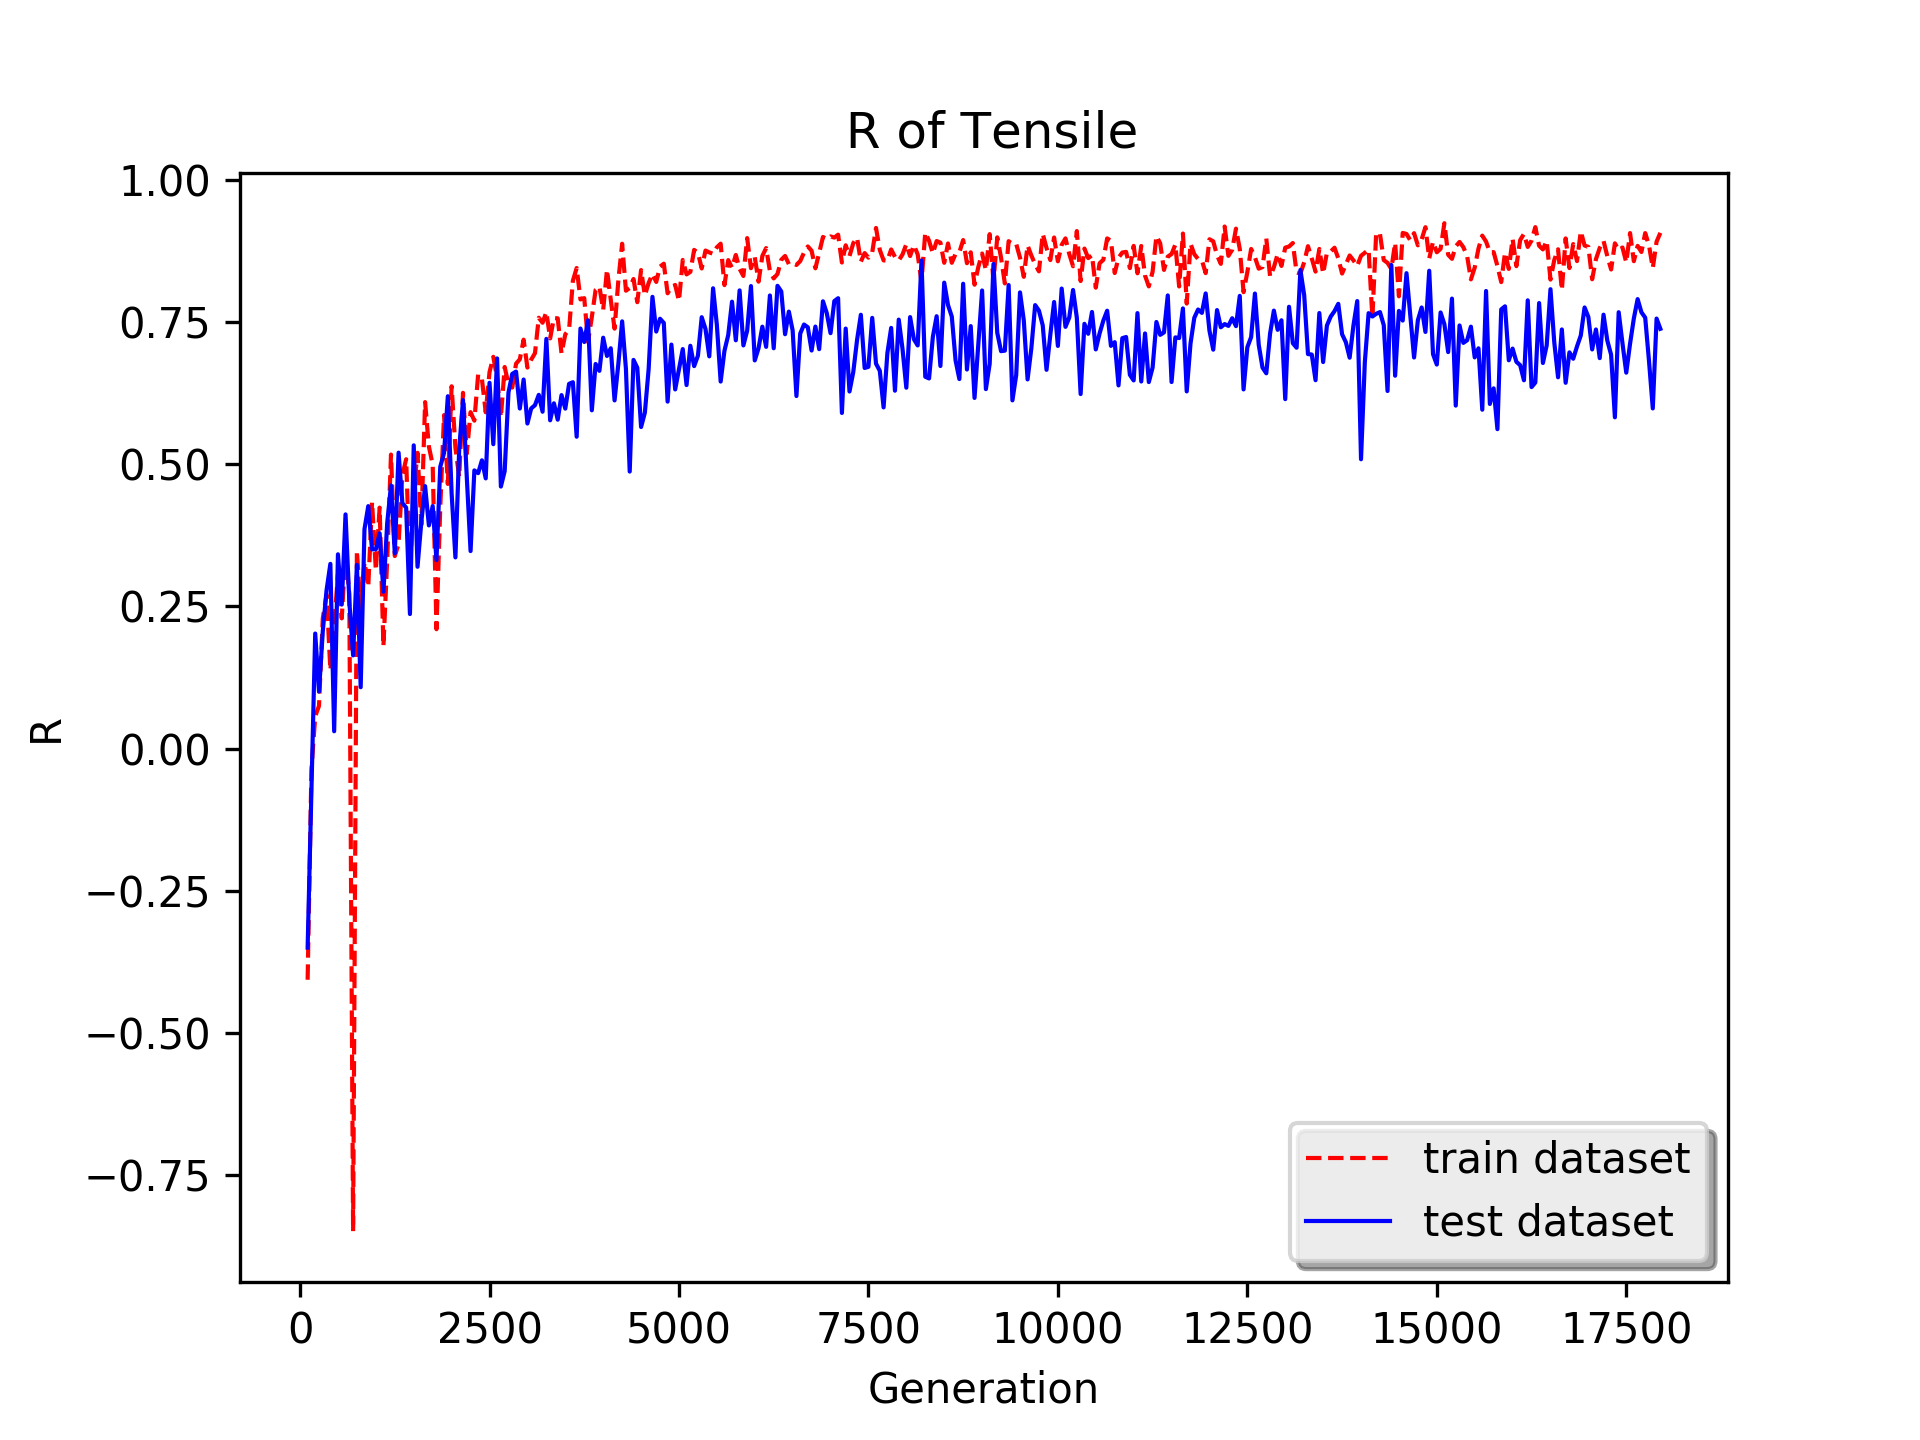 R of Tensile
1.00
0.75
0.50
0.25
0.00
−0.25
−0.50
−0.75
R
0 2500 5000 7500 10000 12500 15000 17500
Generation
train dataset
test dataset